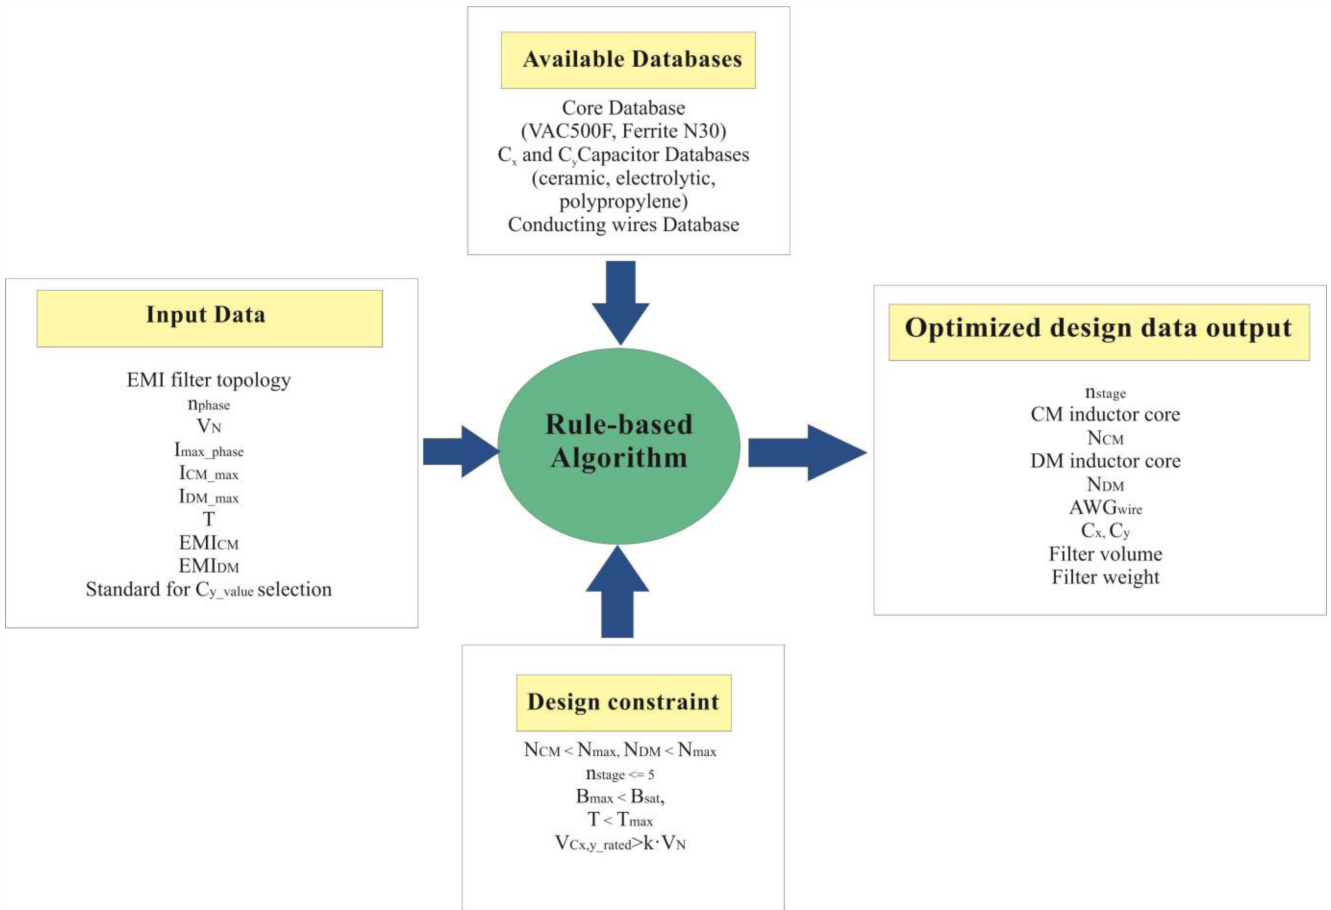 Available Databases
Core Database
(VAC500F, Ferrite N30)
Cx and CyCapacitor Databases
(ceramic, electrolytic,
polypropylene)
Conducting wires Database
Input Data
EMI filter topology
nphase
VN
Imax_phase
ICM_max
IDM_max
T
EMICM
EMIDM
Standard for Cy_value selection
Rule-based
Algorithm
Optimized design data output
nstage
CM inductor core
NCM
DM inductor core
NDM
AWGwire
Cx, Cy
Filter volume
Filter weight
Design constraint
NCM < Nmax, NDM < Nmax
nstage <= 5
Bmax < Bsat,
T < Tmax
VCx,y_rated>k·VN